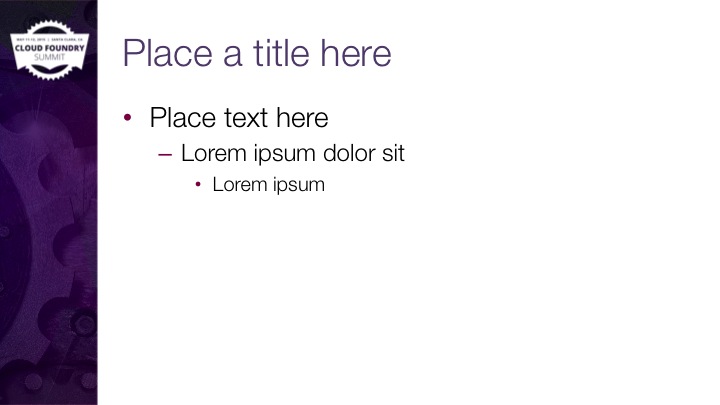 MAY 11-12, 2015 | SANTA CLARA, CA
CLOUD FOUNDRY
SUMMIT
Place a title here
• Place text here
– Lorem ipsum dolor sit
• Lorem ipsum